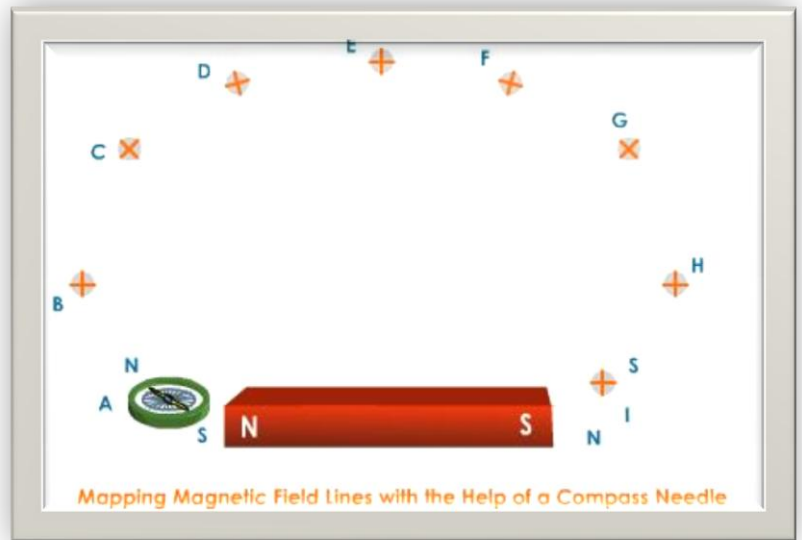 E
D
F
G
C
H
B
N
S
A
I
S
N
N
S
Mapping Magnetic Field Lines with the Help of a Compass Needle